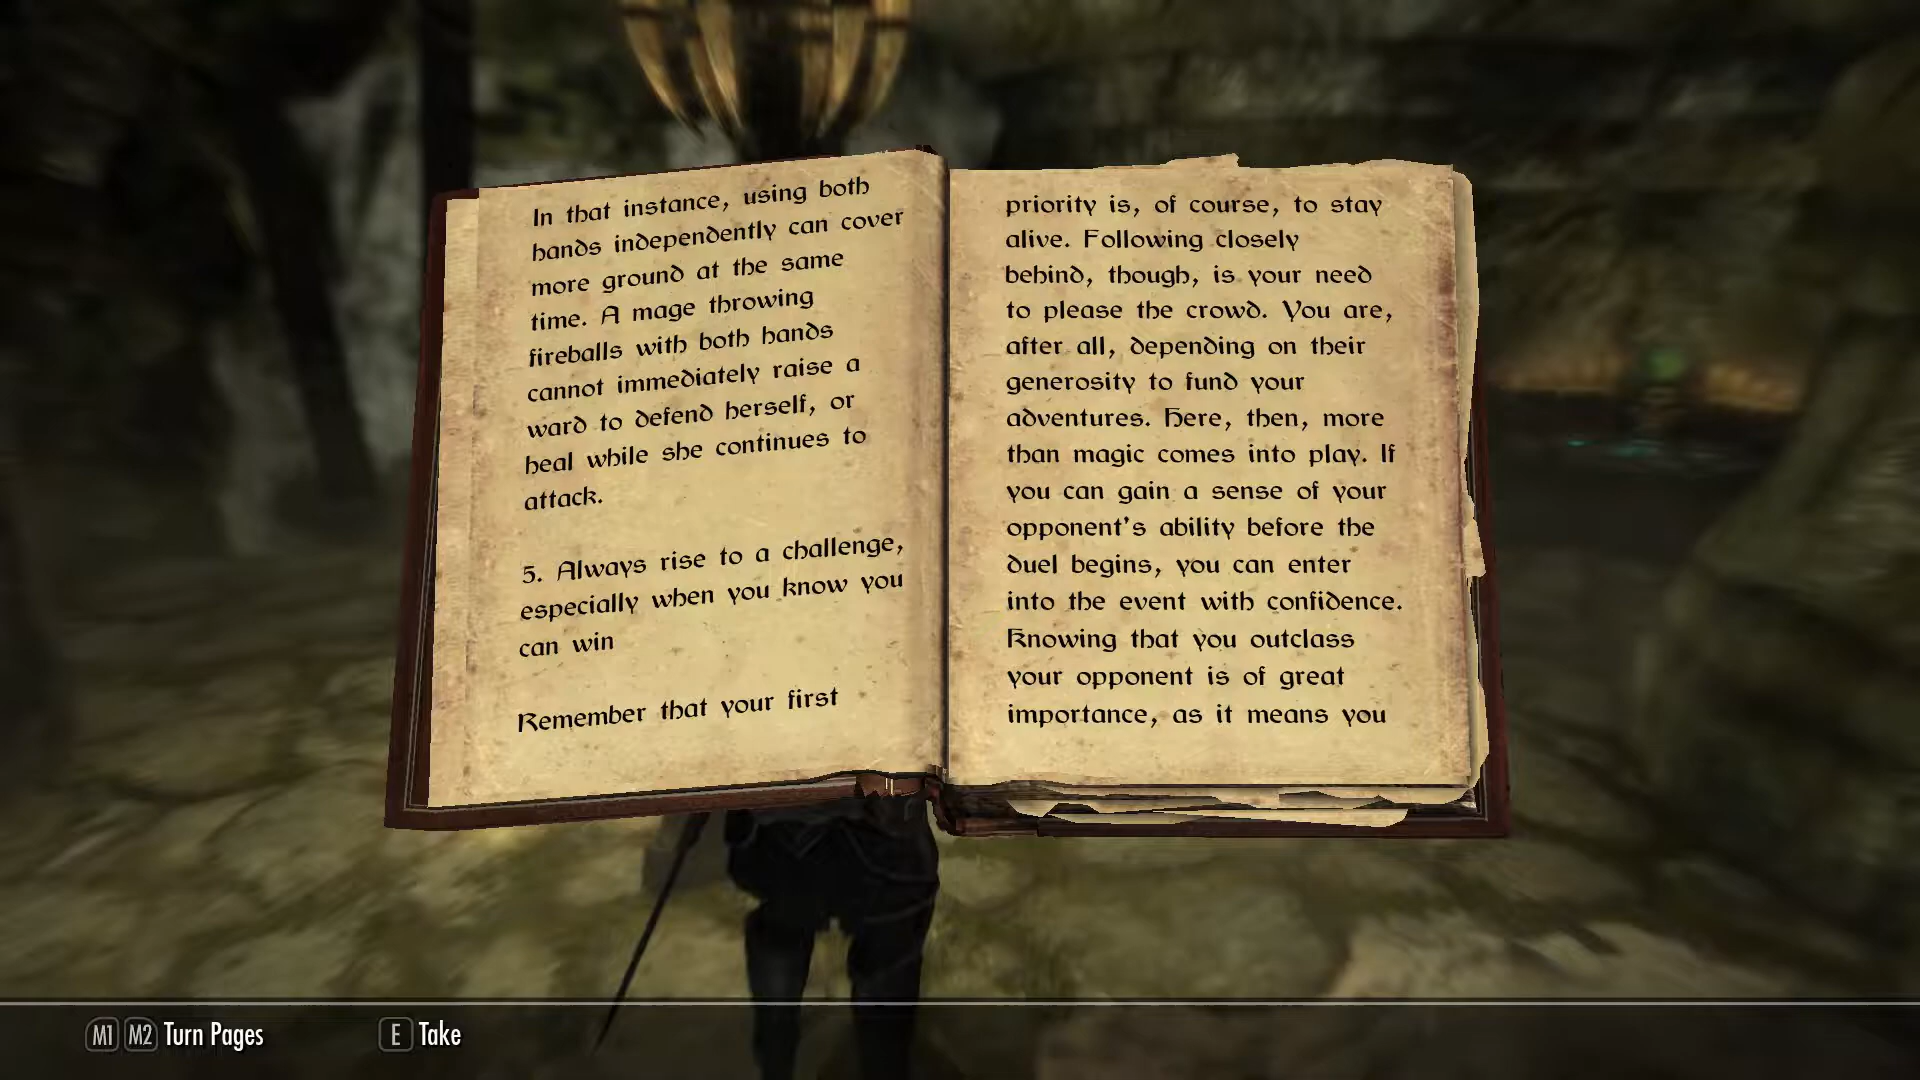 In that instance, using both
hands independently can cover
more ground at the same
time. A mage throwing
fireballs with both hands
cannot immediately raise a
ward to defend herself, or
heal while she continues to
attack.
5. Always rise to a challenge,
especially when you know you
can win
Remember that your first
priority is, of course, to stay
alive. Following closely
behind, though, is your need
to please the crowd. You are,
after all, depending on their
generosity to fund your
adventures. Here, then, more
than magic comes into play. If
you can gain a sense of your
opponent's ability before the
duel begins, you can enter
into the event with confidence.
Knowing that you outclass
your opponent is of great
importance, as it means you
M1 M2 Turn Pages
E Take